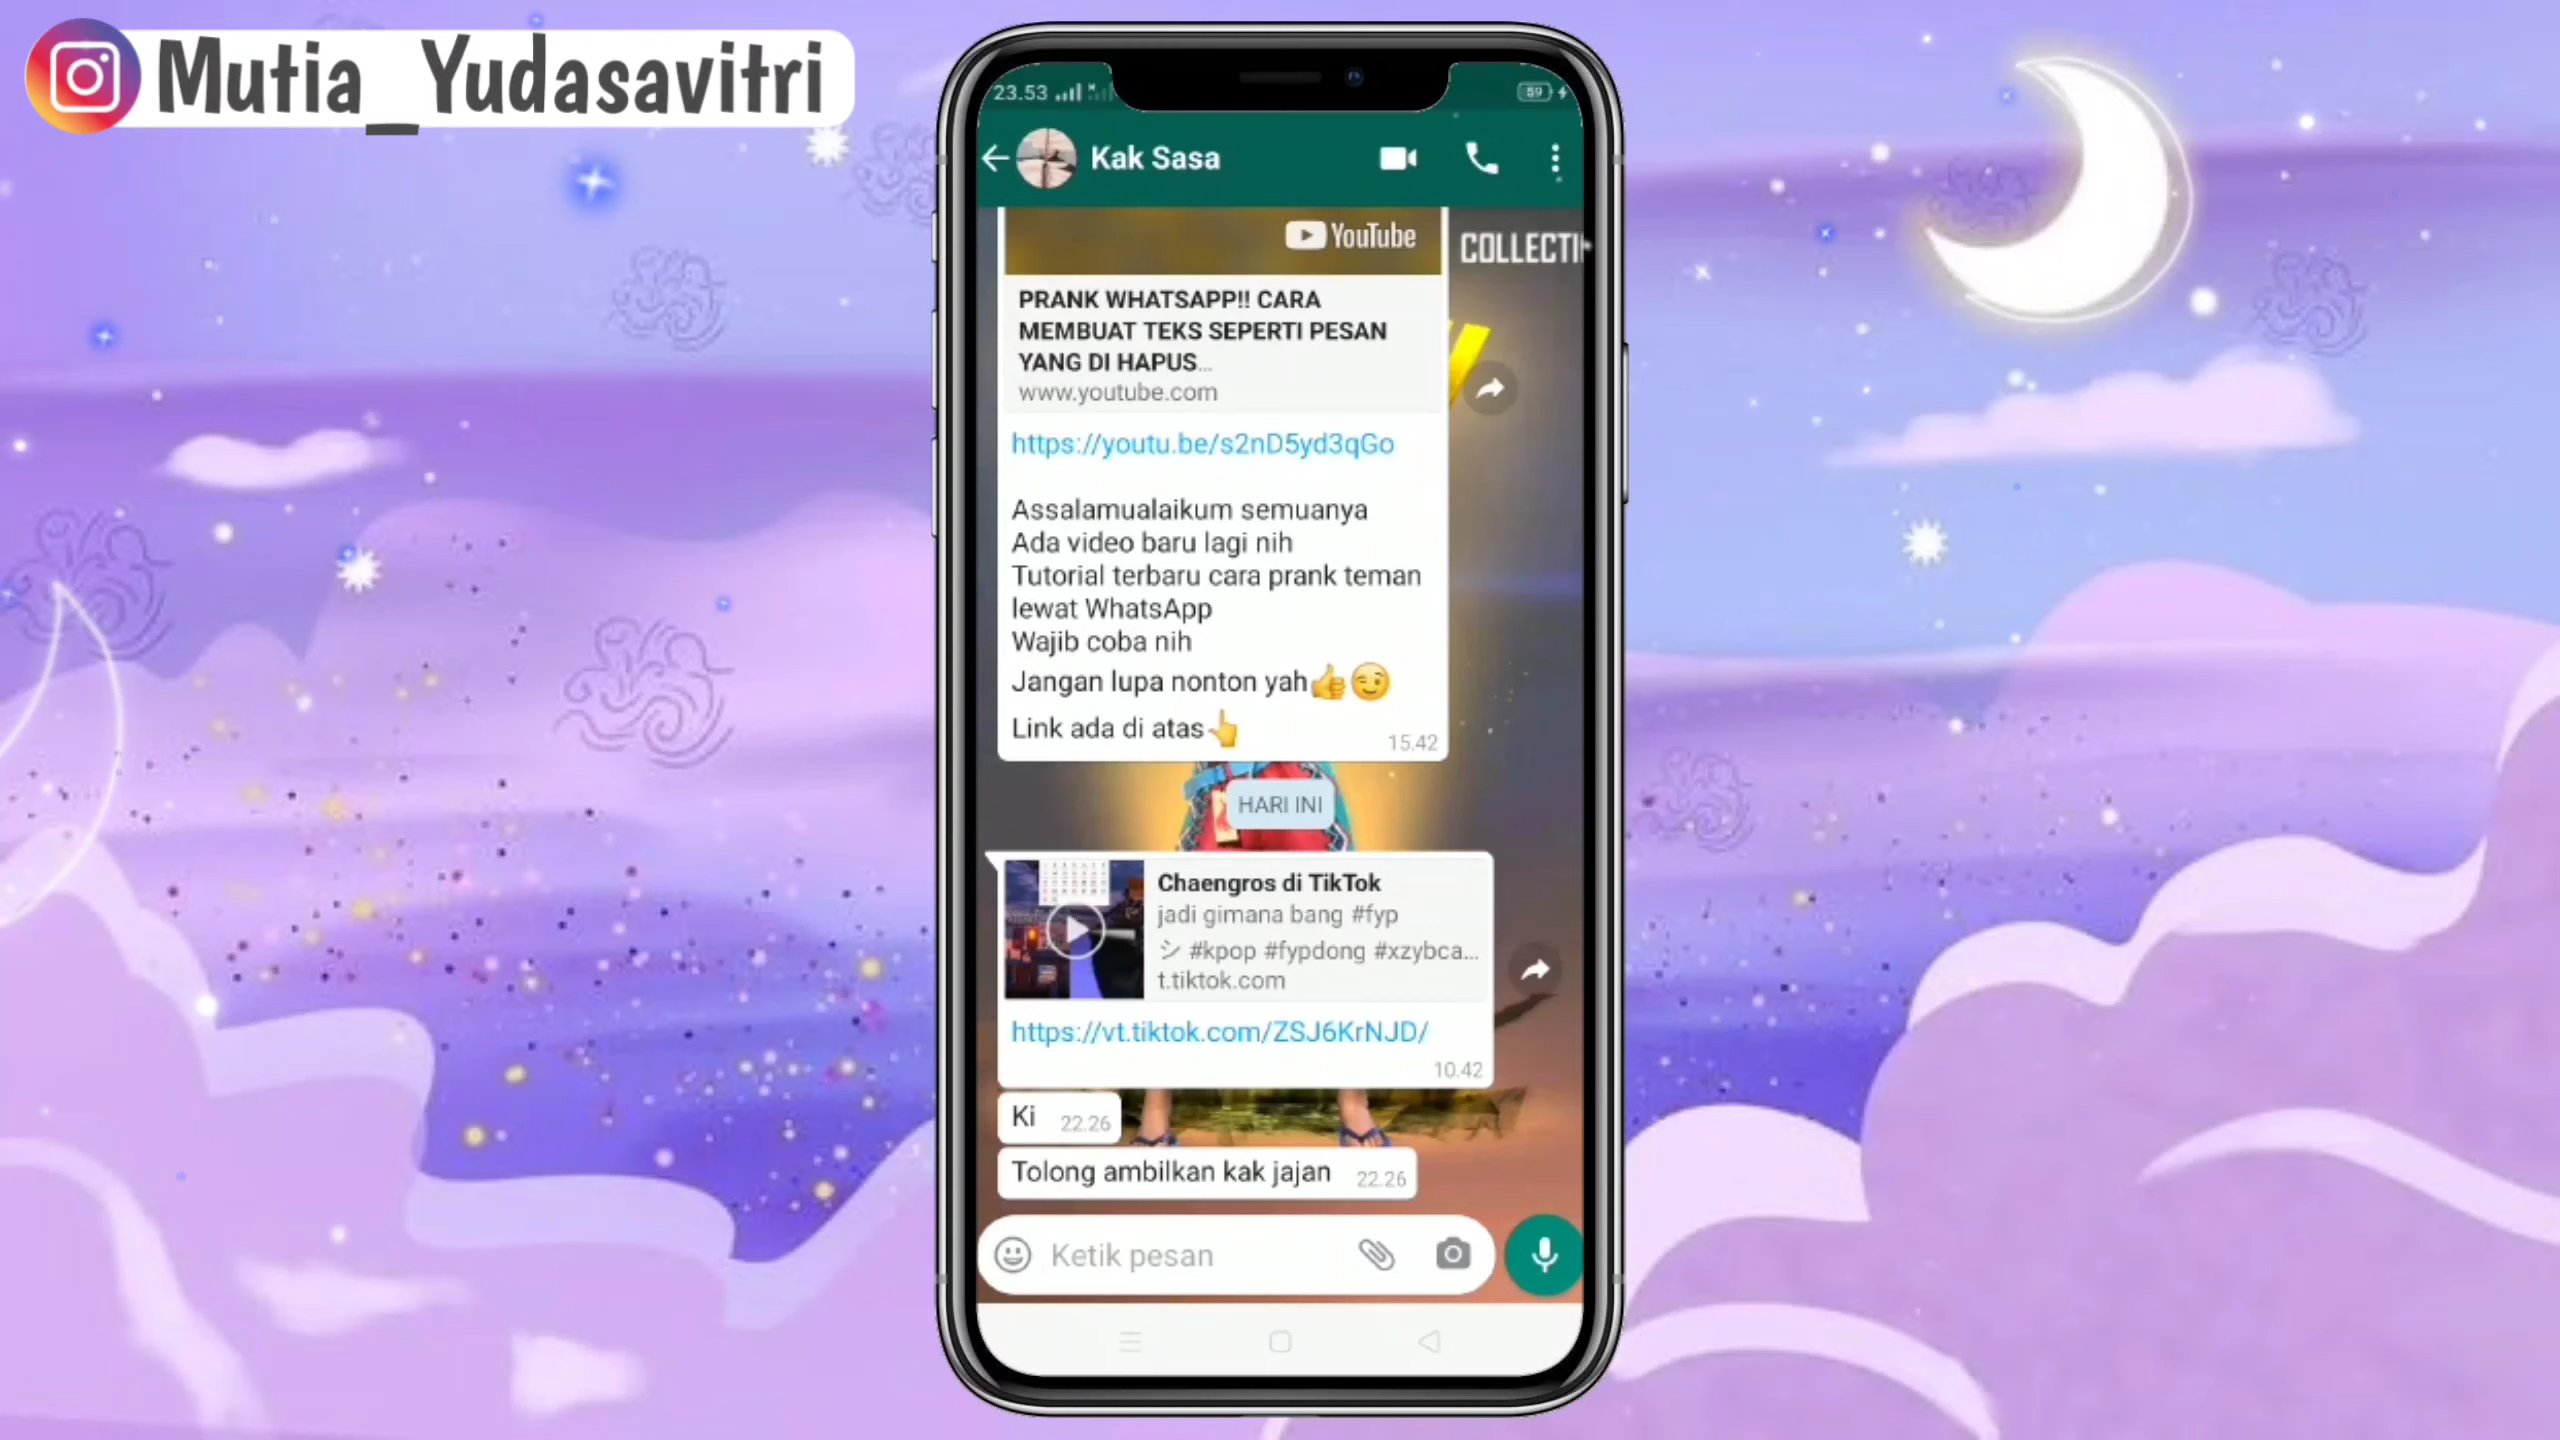 Mutia_Yudasavitri
23.53
59
Kak Sasa
YouTube
COLLECTI
PRANK WHATSAPP!! CARA
MEMBUAT TEKS SEPERTI PESAN
YANG DI HAPUS...
www.youtube.com
https://youtu.be/s2nD5yd3qGo
Assalamualaikum semuanya
Ada video baru lagi nih
Tutorial terbaru cara prank teman
lewat WhatsApp
Wajib coba nih
Jangan lupa nonton yah👍😉
Link ada di atas👆
15.42
HARI INI
Chaengros di TikTok
jadi gimana bang #fyp
シ #kpop #fypdong #xzybca...
t.tiktok.com
https://vt.tiktok.com/ZSJ6KrNJD/
10.42
Ki 22.26
Tolong ambilkan kak jajan 22.26
Ketik pesan